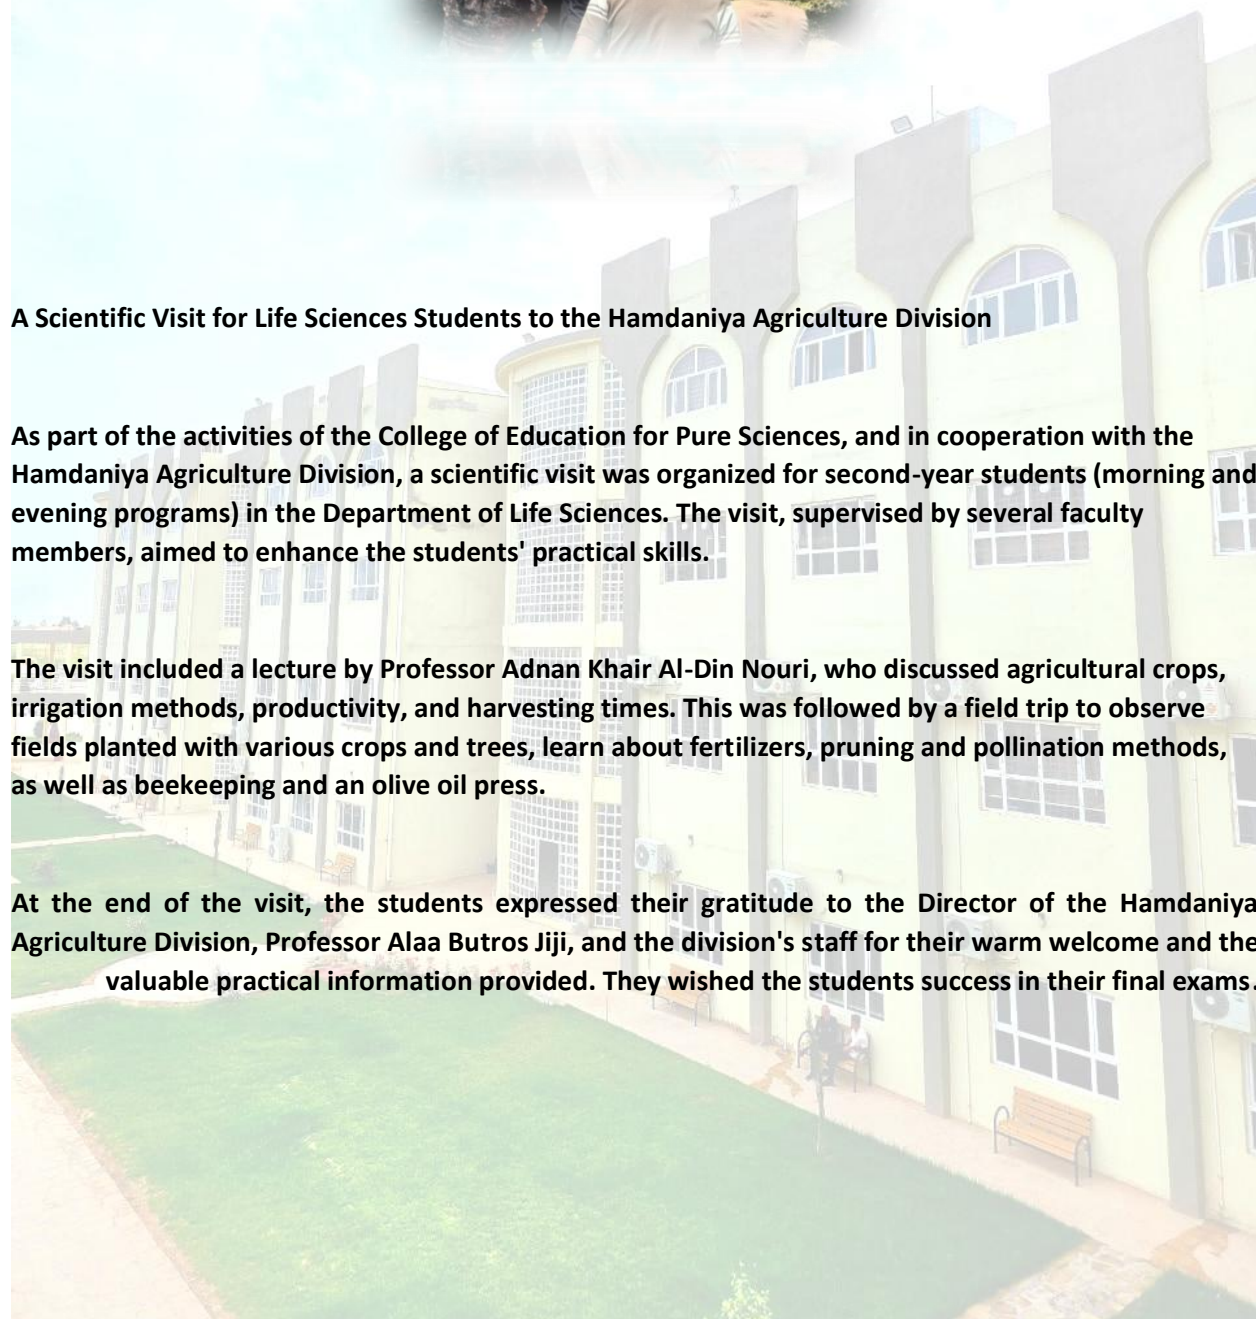 A Scientific Visit for Life Sciences Students to the Hamdaniya Agriculture Division
As part of the activities of the College of Education for Pure Sciences, and in cooperation with the
Hamdaniya Agriculture Division, a scientific visit was organized for second-year students (morning and
evening programs) in the Department of Life Sciences. The visit, supervised by several faculty
members, aimed to enhance the students' practical skills.
The visit included a lecture by Professor Adnan Khair Al-Din Nouri, who discussed agricultural crops,
irrigation methods, productivity, and harvesting times. This was followed by a field trip to observe
fields planted with various crops and trees, learn about fertilizers, pruning and pollination methods,
as well as beekeeping and an olive oil press.
At the end of the visit, the students expressed their gratitude to the Director of the Hamdaniya
Agriculture Division, Professor Alaa Butros Jiji, and the division's staff for their warm welcome and the
valuable practical information provided. They wished the students success in their final exams.